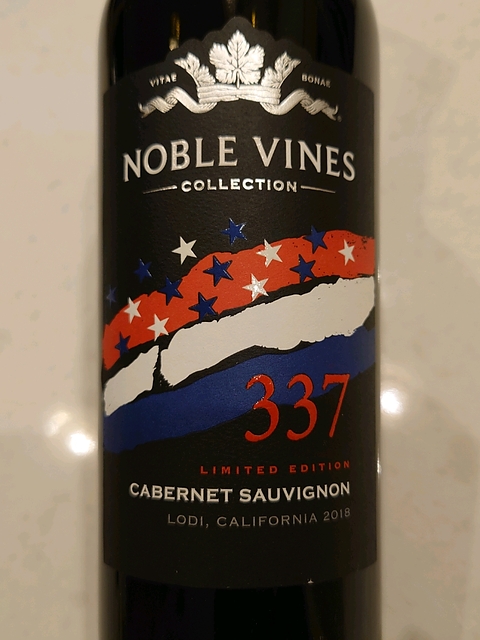 VITAE BONAE
NOBLE VINES
COLLECTION
337
LIMITED EDITION
CABERNET SAUVIGNON
LODI, CALIFORNIA 2018